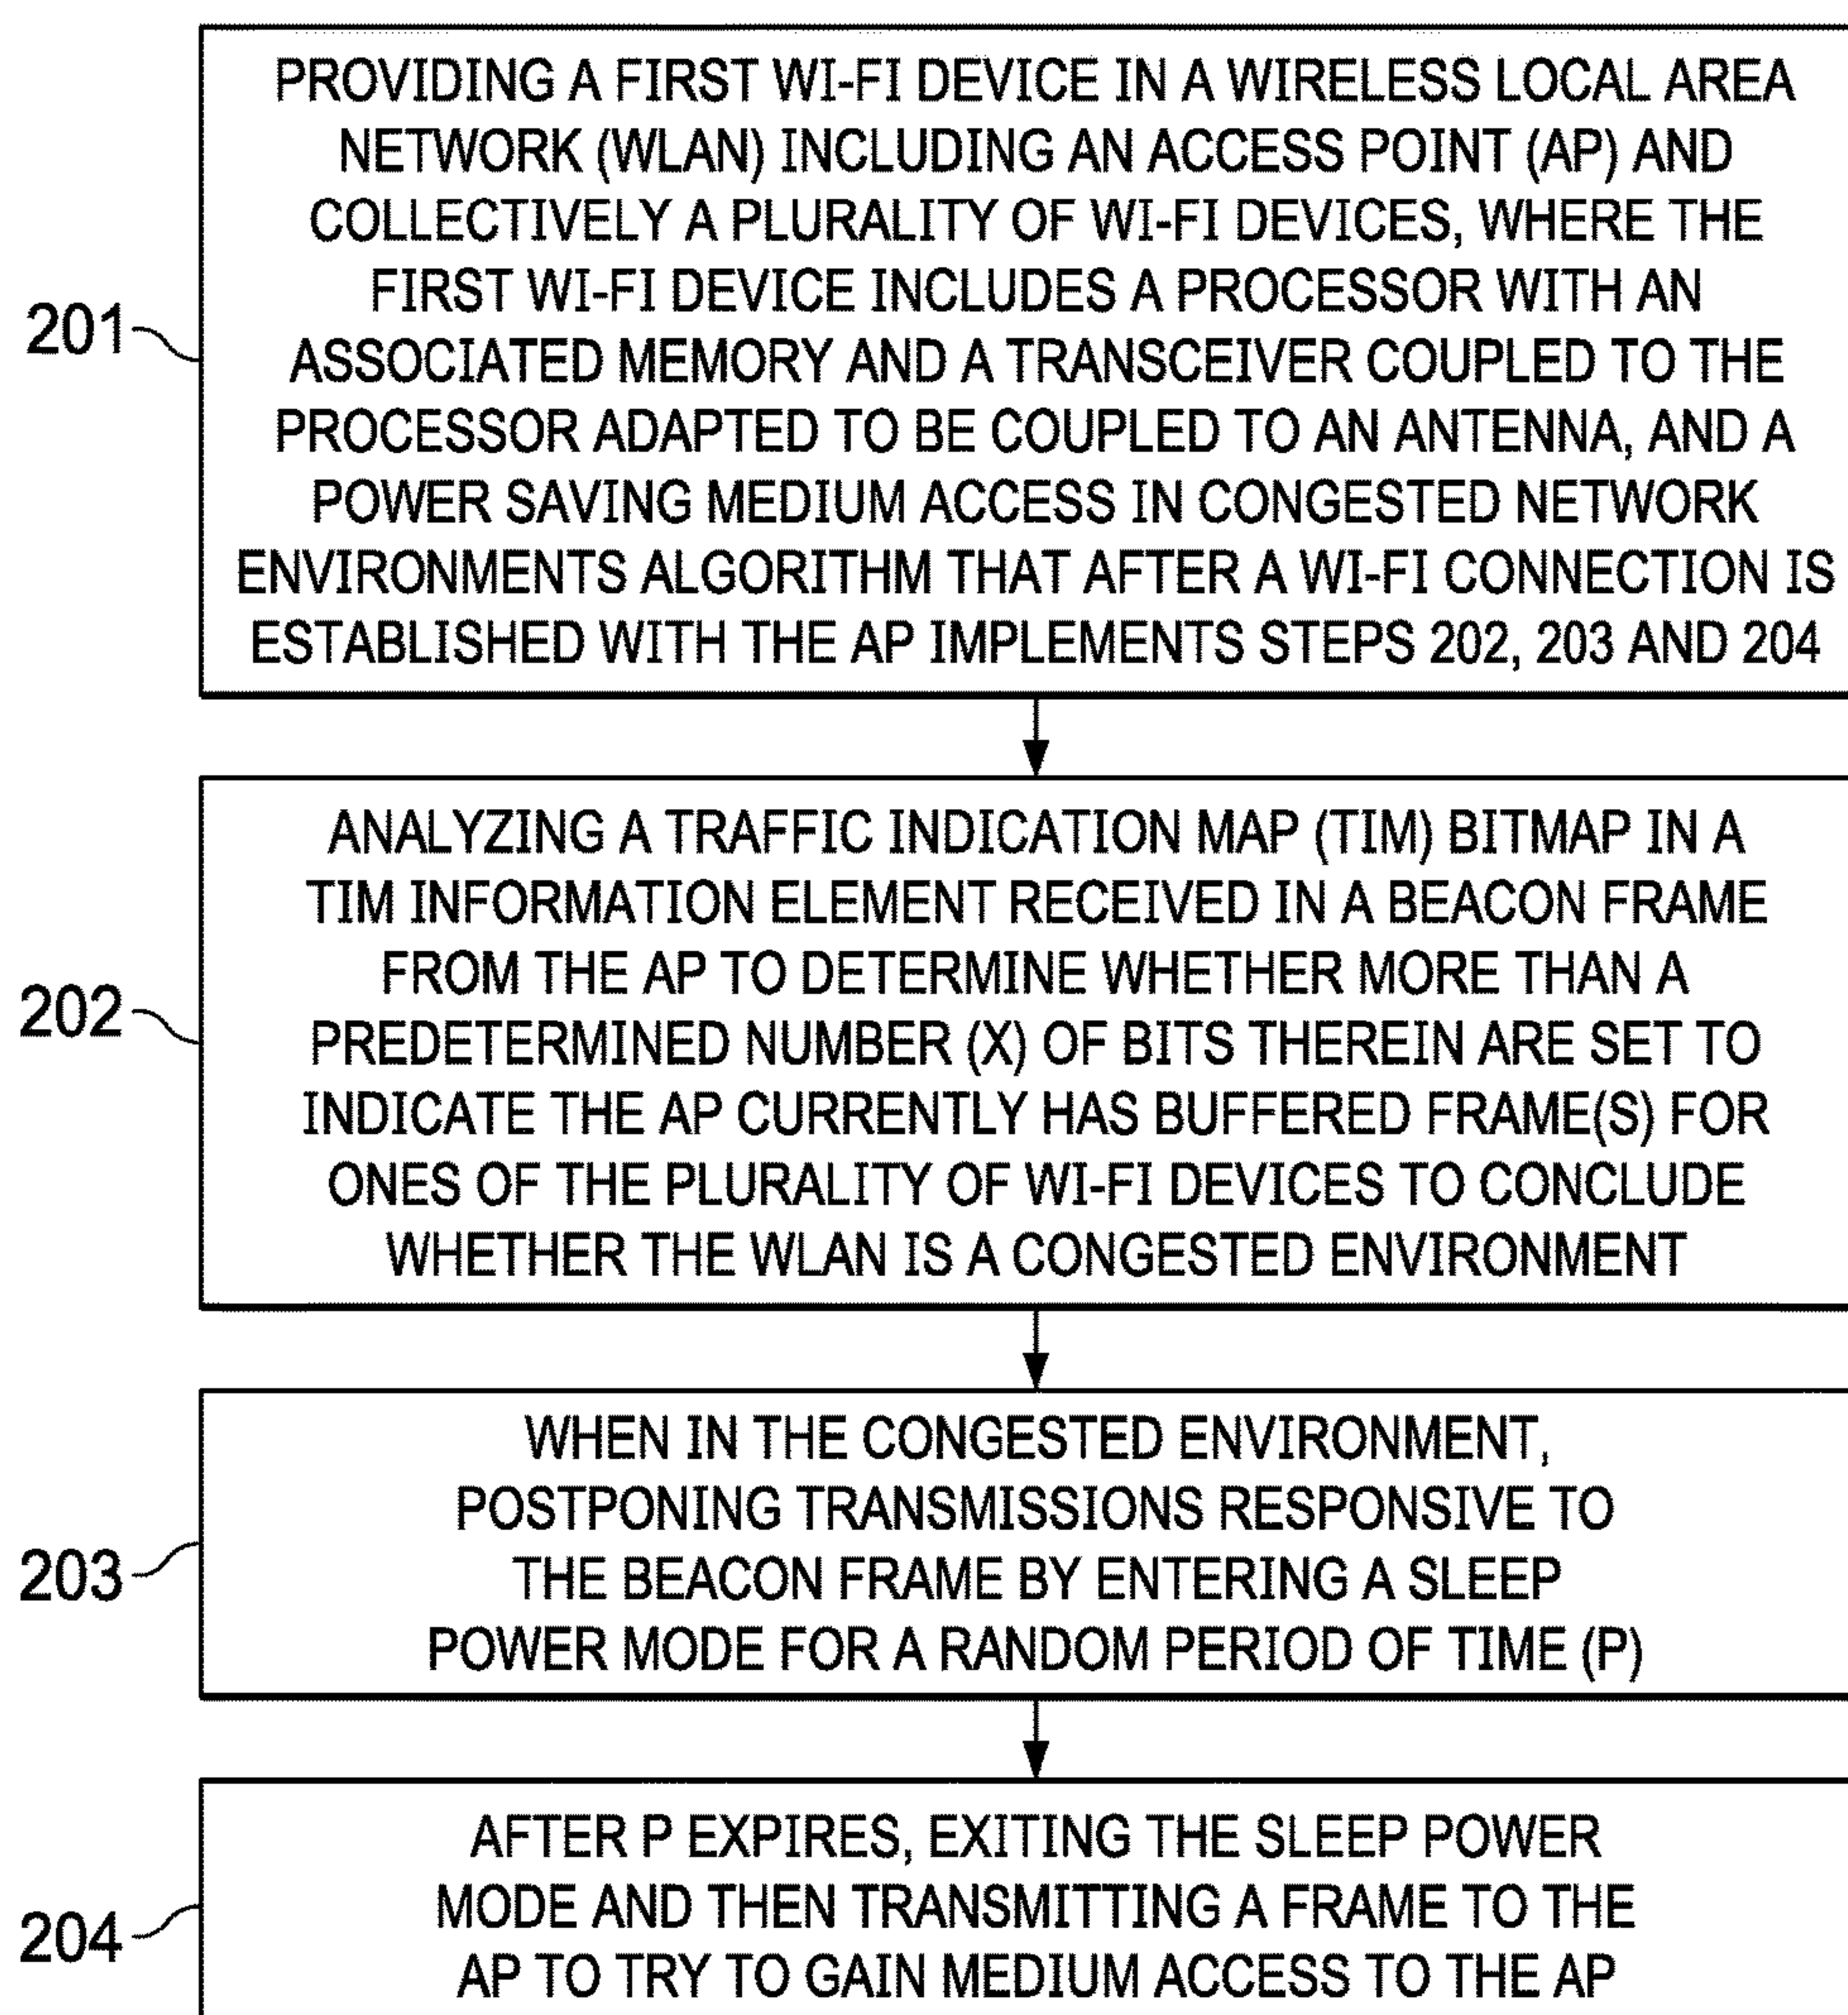 PROVIDING A FIRST WI-FI DEVICE IN A WIRELESS LOCAL AREA
NETWORK (WLAN) INCLUDING AN ACCESS POINT (AP) AND
COLLECTIVELY A PLURALITY OF WI-FI DEVICES, WHERE THE
FIRST WI-FI DEVICE INCLUDES A PROCESSOR WITH AN
201
ASSOCIATED MEMORY AND A TRANSCEIVER COUPLED TO THE
PROCESSOR ADAPTED TO BE COUPLED TO AN ANTENNA, AND A
POWER SAVING MEDIUM ACCESS IN CONGESTED NETWORK
ENVIRONMENTS ALGORITHM THAT AFTER A WI-FI CONNECTION IS
ESTABLISHED WITH THE AP IMPLEMENTS STEPS 202, 203 AND 204
ANALYZING A TRAFFIC INDICATION MAP (TIM) BITMAP IN A
TIM INFORMATION ELEMENT RECEIVED IN A BEACON FRAME
FROM THE AP TO DETERMINE WHETHER MORE THAN A
202
PREDETERMINED NUMBER (X) OF BITS THEREIN ARE SET TO
INDICATE THE AP CURRENTLY HAS BUFFERED FRAME(S) FOR
ONES OF THE PLURALITY OF WI-FI DEVICES TO CONCLUDE
WHETHER THE WLAN IS A CONGESTED ENVIRONMENT
WHEN IN THE CONGESTED ENVIRONMENT,
POSTPONING TRANSMISSIONS RESPONSIVE TO
203
THE BEACON FRAME BY ENTERING A SLEEP
POWER MODE FOR A RANDOM PERIOD OF TIME (P)
AFTER P EXPIRES, EXITING THE SLEEP POWER
MODE AND THEN TRANSMITTING A FRAME TO THE
204
AP TO TRY TO GAIN MEDIUM ACCESS TO THE AP